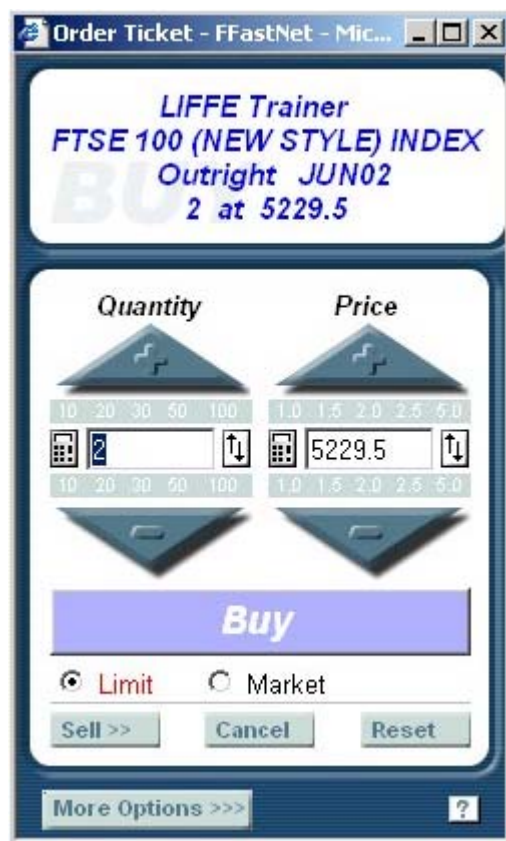 Order Ticket - FFastNet - Mic...
LIFFE Trainer
FTSE 100 (NEW STYLE) INDEX
Outright JUN02
BUY
2 at 5229.5
Quantity Price
10 20 30 50 100 1.0 1.5 2.0 2.5 5.0
2 5229.5
10 20 30 50 100 1.0 1.5 2.0 2.5 5.0
Buy
Limit Market
Sell >> Cancel Reset
More Options >>> ?